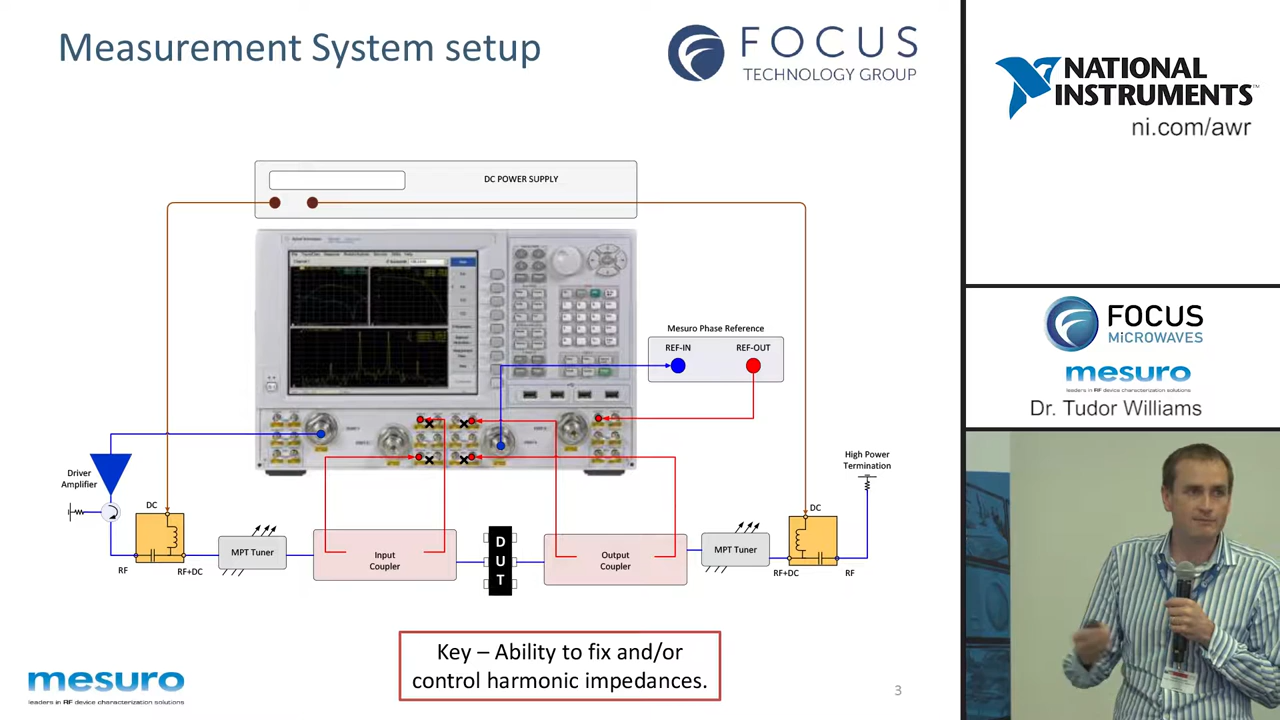 Measurement System setup
FOCUS
TECHNOLOGY GROUP
DC POWER SUPPLY
Mesuro Phase Reference
REF-IN
REF-OUT
Driver
Amplifier
DC
RF
RF+DC
MPT Tuner
Input
Coupler
D
U
T
Output
Coupler
MPT Tuner
DC
RF+DC
RF
High Power
Termination
Key – Ability to fix and/or
control harmonic impedances.
mesuro
leaders in RF device characterization solutions
3
NATIONAL
INSTRUMENTS™
ni.com/awr
FOCUS
MiCROWAVES
mesuro
leaders in RF device characterization solutions
Dr. Tudor Williams